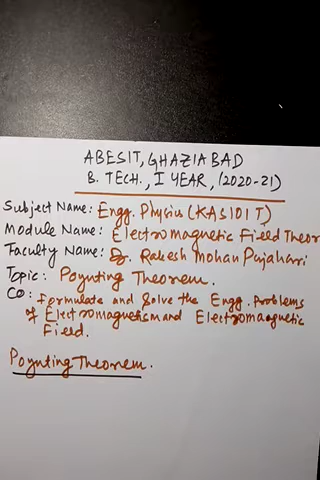 ABESIT, GHAZIABAD
B. TECH., I YEAR, (2020-21)
Subject Name: Engg. Physics (KAS101T)
Module Name: Electromagnetic Field Theory
Faculty Name: Dr. Rakesh Mohan Pujahari
Topic: Poynting Theorem.
CO: Formulate and Solve the Engg. Problems
of Electromagnetism and Electromagnetic
Field.
Poynting Theorem.